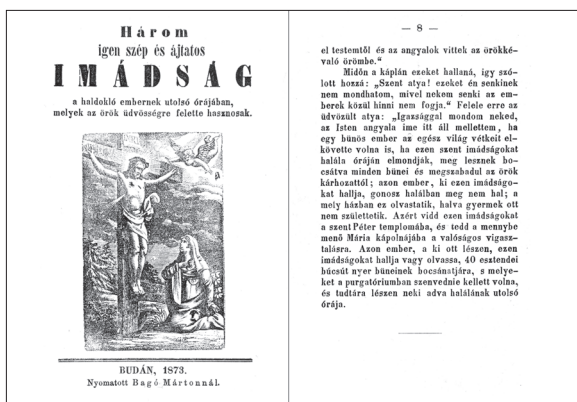 Három
igen szép és ájtatos
IMÁDSÁG
a haldokló embernek utolsó órájában,
melyek az örök üdvösségre felette hasznosak.
BUDÁN, 1873.
Nyomatott Bagó Mártonnál.
— 8 —
el testemtől és az angyalok vittek az örökké-
való örömbe."
Midőn a káplán ezeket hallaná, igy szó-
lott hozzá: „Szent atya! ezeket én senkinek
nem mondhatom, mivel nekem senki az em-
berek közül hinni nem fogja." Felele erre az
üdvözült atya: „Igazsággal mondom neked,
az Isten angyala ime itt áll mellettem, ha
egy bünös ember az egész világ vétkeit el-
követte volna is, ha ezen szent imádságokat
halála óráján elmondják, meg lesznek bo-
csátva minden bünei és megszabadul az örök
kárhozattól; azon ember, ki ezen imádságo-
kat hallja, gonosz halálban meg nem hal; a
mely házban ez olvastatik, halva gyermek ott
nem születtetik. Azért vidd ezen imádságokat
a szent Péter templomába, és tedd a mennybe
menő Mária kápolnájába a valóságos vigasz-
talásra. Azon ember, a ki ott lészen, ezen
imádságokat hallja vagy olvassa, 40 esztendei
búcsút nyer büneinek bocsánatjára, s melye-
ket a purgatóriumban szenvednie kellett volna,
és tudtára lészen neki adva halálának utolsó
órája.